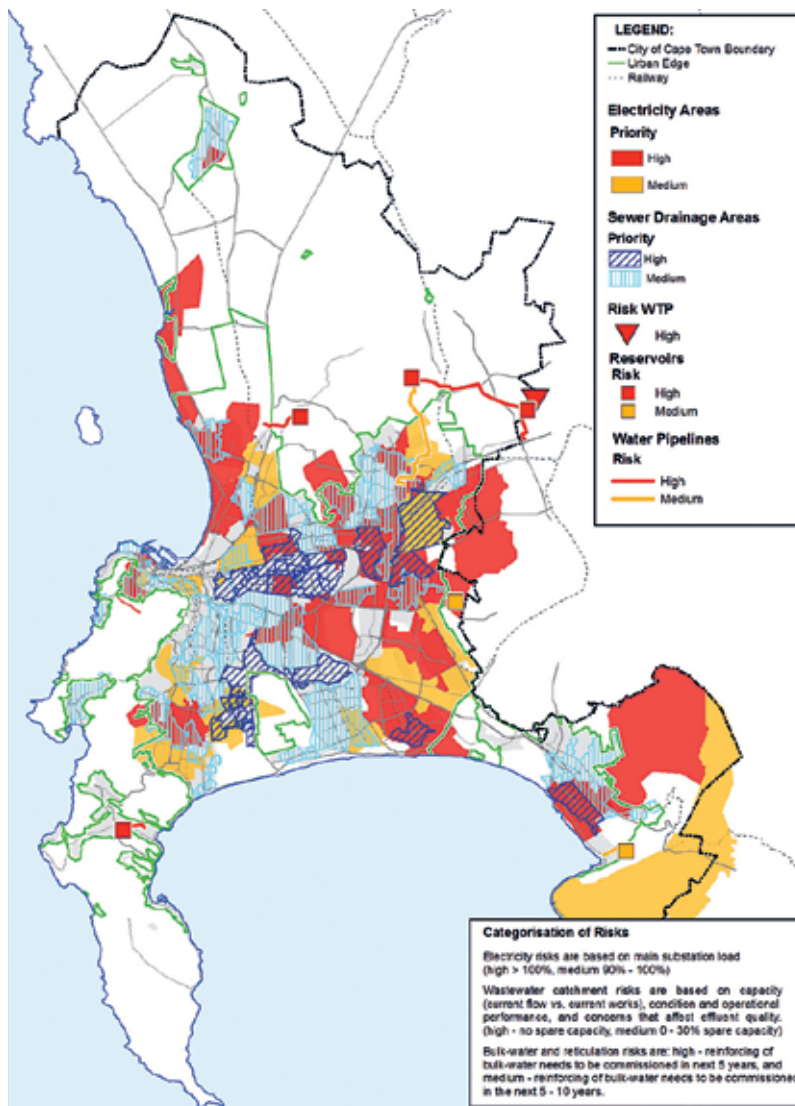 LEGEND:
City of Cape Town Boundary
Urban Edge
Railway
Electricity Areas
Priority
High
Medium
Sewer Drainage Areas
Priority
High
Medium
Risk WTP
High
Reservoirs
Risk
High
Medium
Water Pipelines
Risk
High
Medium
Categorisation of Risks
Electricity risks are based on main substation load
(high > 100%, medium 90% - 100%)
Wastewater catchment risks are based on capacity
(current flow vs. current works), condition and operational
performance, and concerns that affect effluent quality.
(high - no spare capacity, medium 0 - 30% spare capacity)
Bulk-water and reticulation risks are: high - reinforcing of
bulk-water needs to be commissioned in next 5 years, and
medium - reinforcing of bulk-water needs to be commissioned
in the next 5 - 10 years.